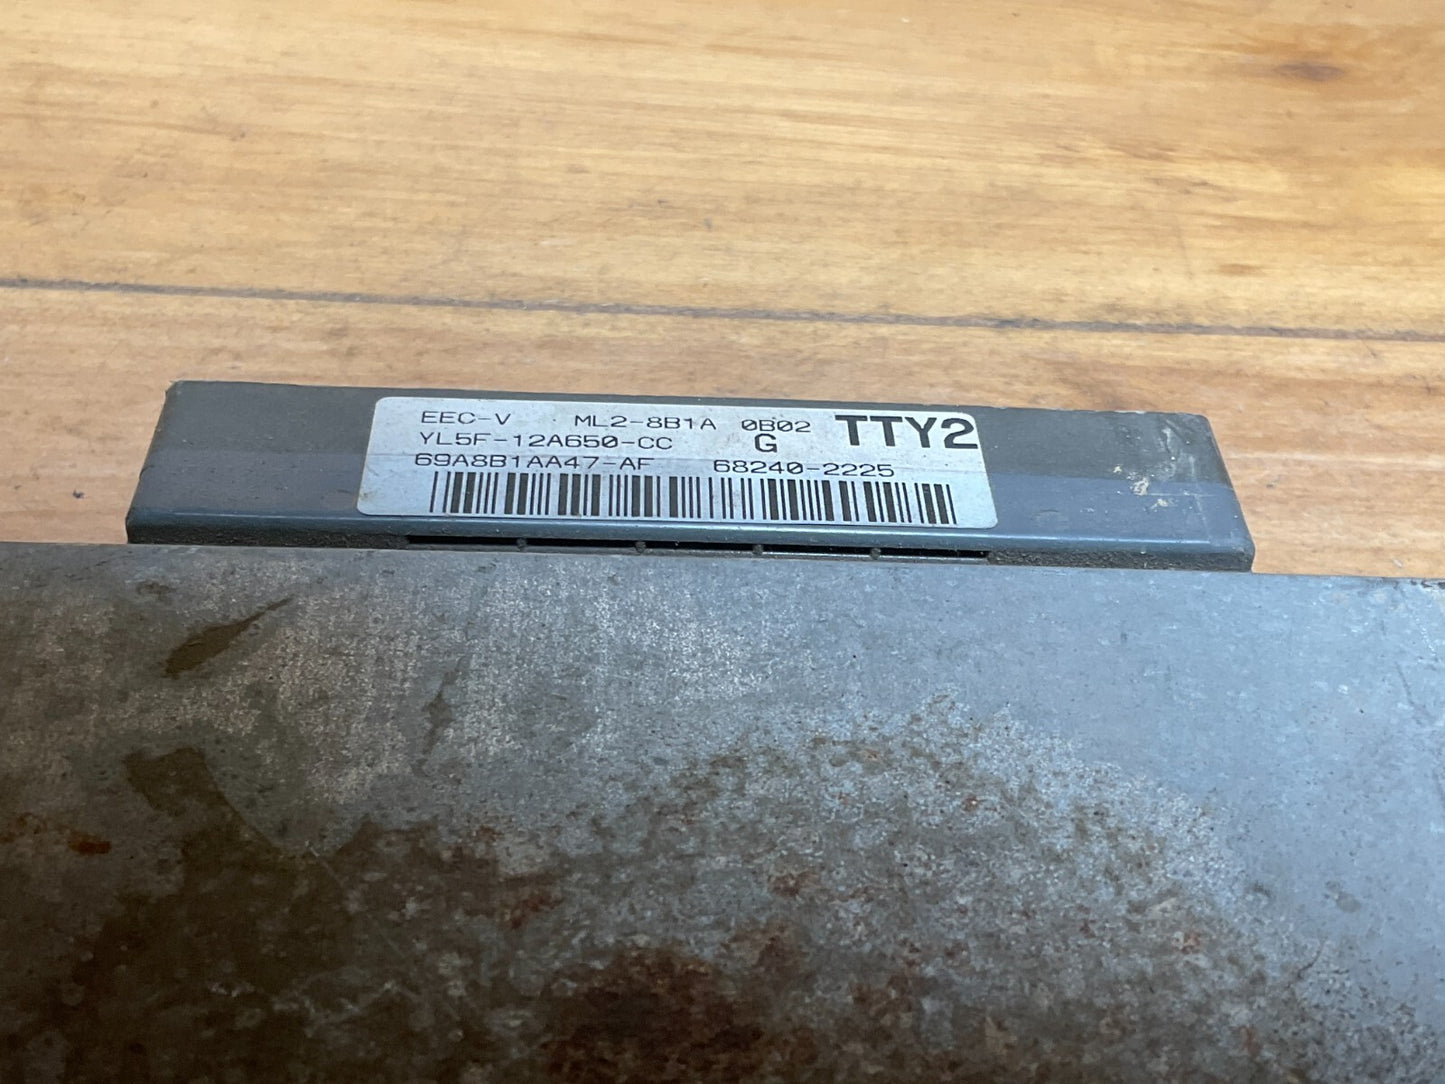 EEC-V ML2-8B1A 0B02 TTY2
YL5F-12A650-CC G
69A8B1AA47-AF 68240-2225